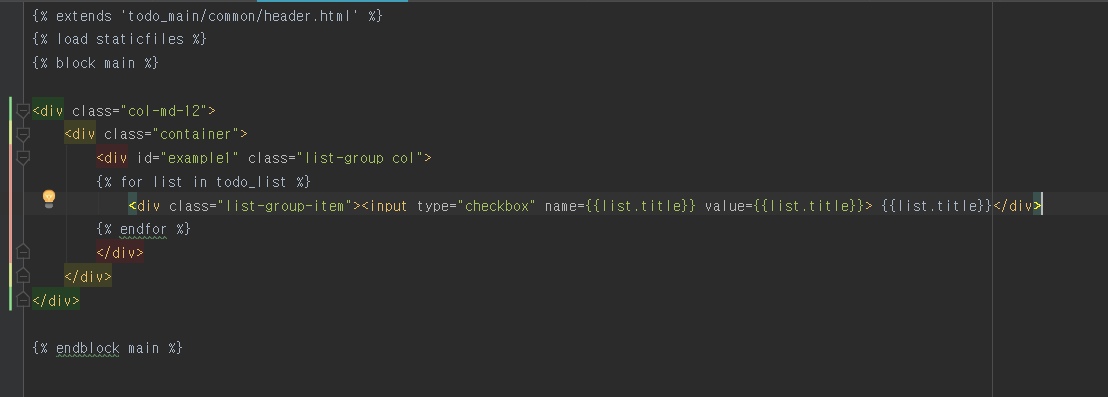 {% extends 'todo_main/common/header.html' %}
{% load staticfiles %}
{% block main %}
<div class="col-md-12">
<div class="container">
<div id="example1" class="list-group col">
{% for list in todo_list %}
<div class="list-group-item"><input type="checkbox" name={{list.title}} value={{list.title}}> {{list.title}}</div>
{% endfor %}
</div>
</div>
</div>
{% endblock main %}